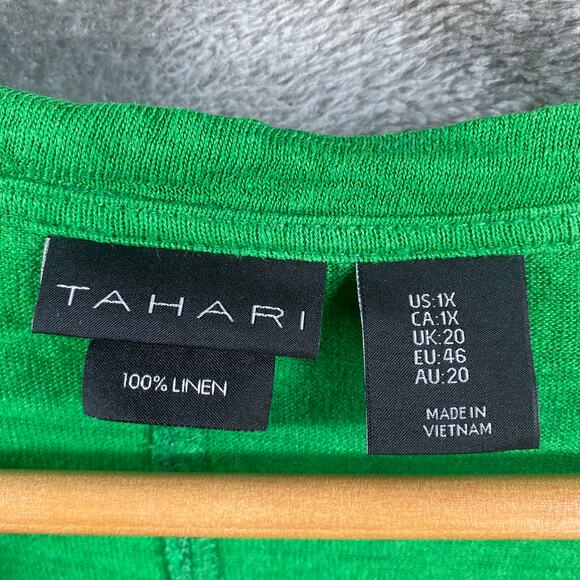 TAHARI
100% LINEN
US:1X
CA:1X
UK:20
EU:46
AU:20
MADE IN
VIETNAM